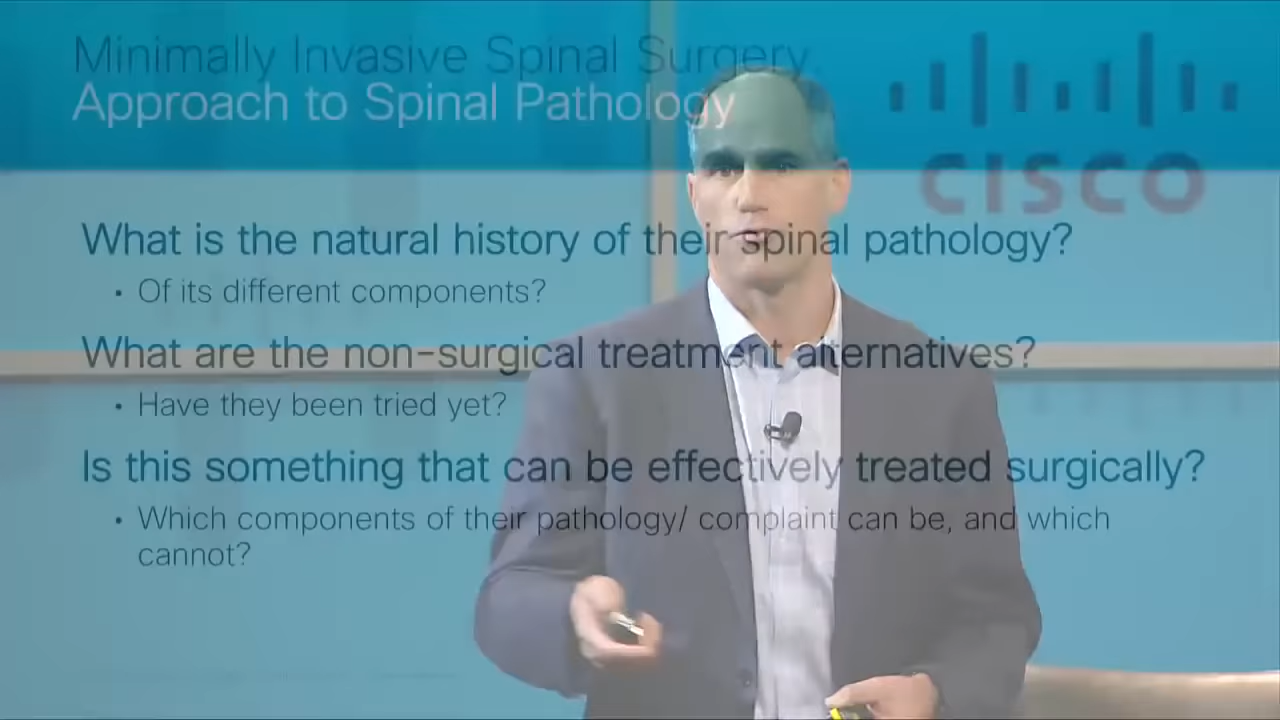 Minimally Invasive Spinal Surgery.
Approach to Spinal Pathology
CISCO
What is the natural history of their spinal pathology?
• Of its different components?
What are the non-surgical treatment alternatives?
• Have they been tried yet?
Is this something that can be effectively treated surgically?
• Which components of their pathology/ complaint can be, and which
cannot?